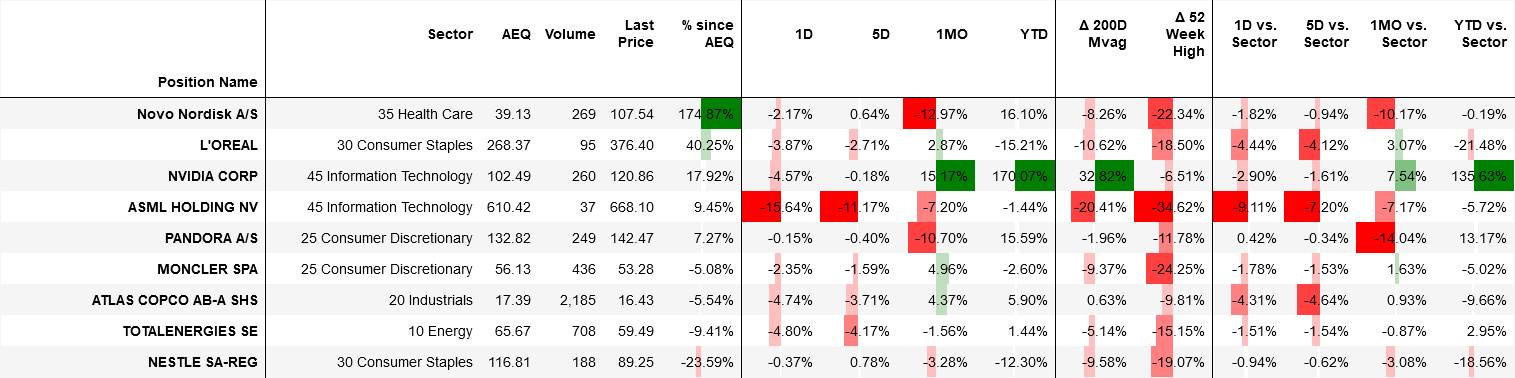 Position Name Sector AEQ Volume Last Price % since AEQ 1D 5D 1MO YTD Δ 200D Mvag Δ 52 Week High 1D vs. Sector 5D vs. Sector 1MO vs. Sector YTD vs. Sector
Novo Nordisk A/S 35 Health Care 39.13 269 107.54 174.87% -2.17% 0.64% -12.97% 16.10% -8.26% -22.34% -1.82% -0.94% -10.17% -0.19%
L'OREAL 30 Consumer Staples 268.37 95 376.40 40.25% -3.87% -2.71% 2.87% -15.21% -10.62% -18.50% -4.44% -4.12% 3.07% -21.48%
NVIDIA CORP 45 Information Technology 102.49 260 120.86 17.92% -4.57% -0.18% 15.17% 170.07% 32.82% -6.51% -2.90% -1.61% 7.54% 135.63%
ASML HOLDING NV 45 Information Technology 610.42 37 668.10 9.45% -15.64% -11.17% -7.20% -1.44% -20.41% -34.62% -9.11% -7.20% -7.17% -5.72%
PANDORA A/S 25 Consumer Discretionary 132.82 249 142.47 7.27% -0.15% -0.40% -10.70% 15.59% -1.96% -11.78% 0.42% -0.34% -14.04% 13.17%
MONCLER SPA 25 Consumer Discretionary 56.13 436 53.28 -5.08% -2.35% -1.59% 4.96% -2.60% -9.37% -24.25% -1.78% -1.53% 1.63% -5.02%
ATLAS COPCO AB-A SHS 20 Industrials 17.39 2,185 16.43 -5.54% -4.74% -3.71% 4.37% 5.90% 0.63% -9.81% -4.31% -4.64% 0.93% -9.66%
TOTALENERGIES SE 10 Energy 65.67 708 59.49 -9.41% -4.80% -4.17% -1.56% 1.44% -5.14% -15.15% -1.51% -1.54% -0.87% 2.95%
NESTLE SA-REG 30 Consumer Staples 116.81 188 89.25 -23.59% -0.37% 0.78% -3.28% -12.30% -9.58% -19.07% -0.94% -0.62% -3.08% -18.56%